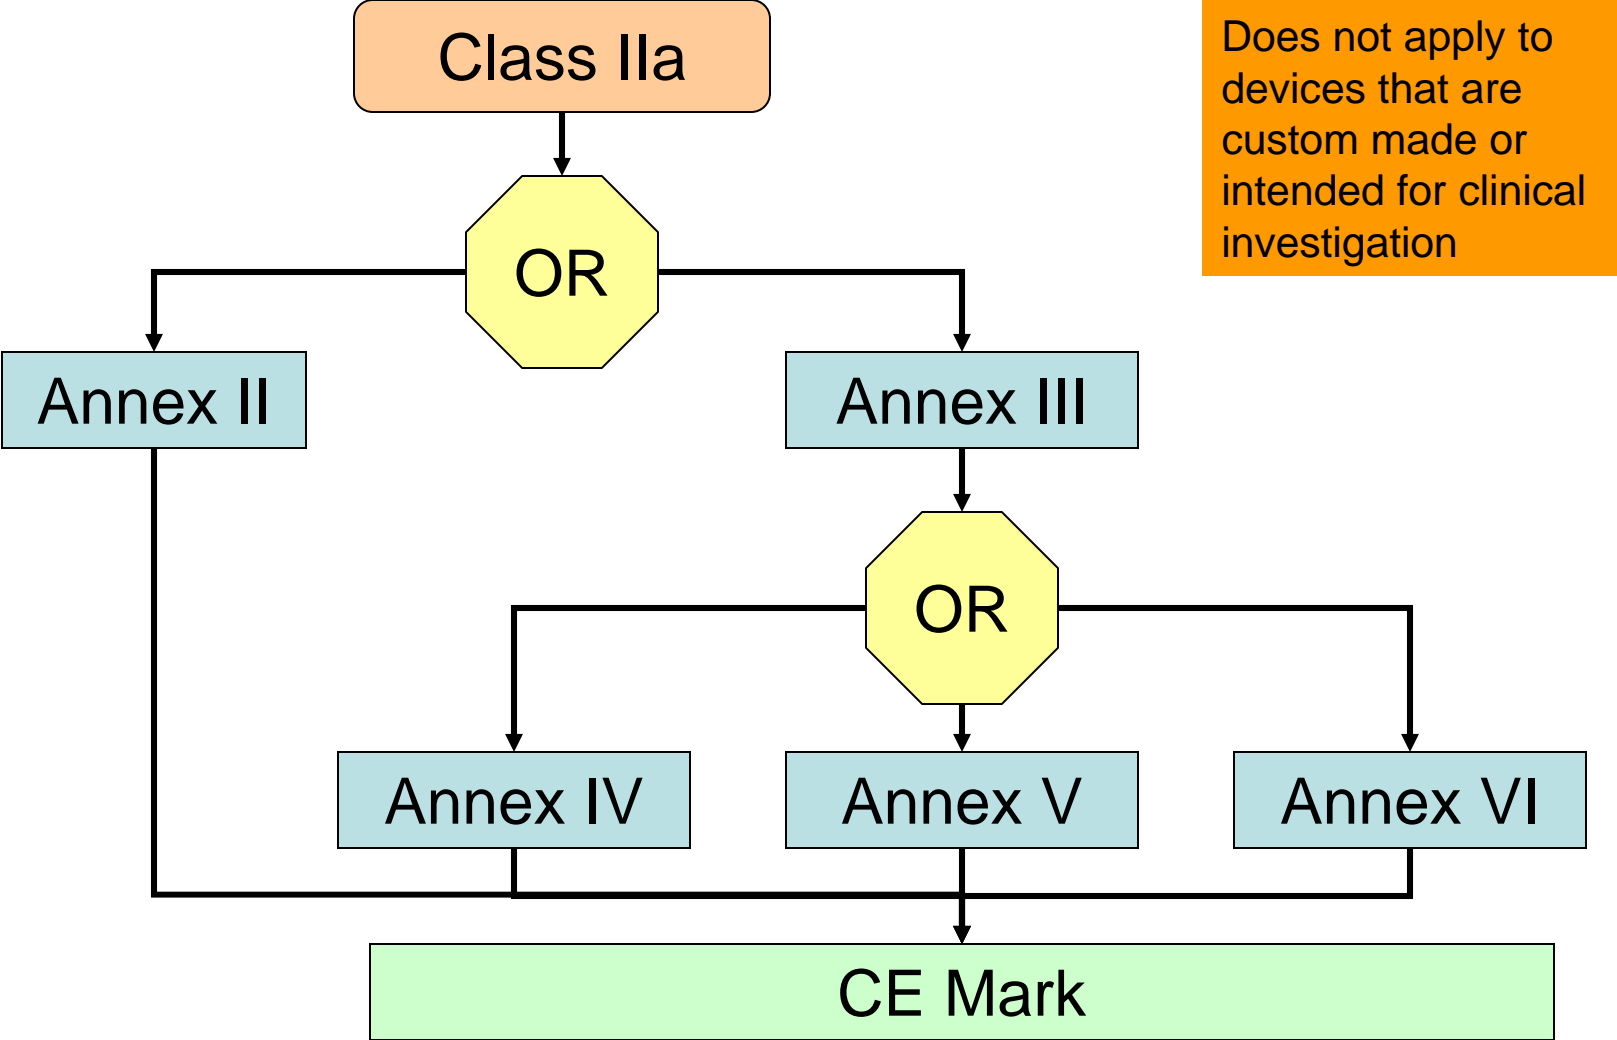 Class IIa
Does not apply to
devices that are
custom made or
intended for clinical
investigation
OR
Annex II
Annex III
OR
Annex IV
Annex V
Annex VI
CE Mark